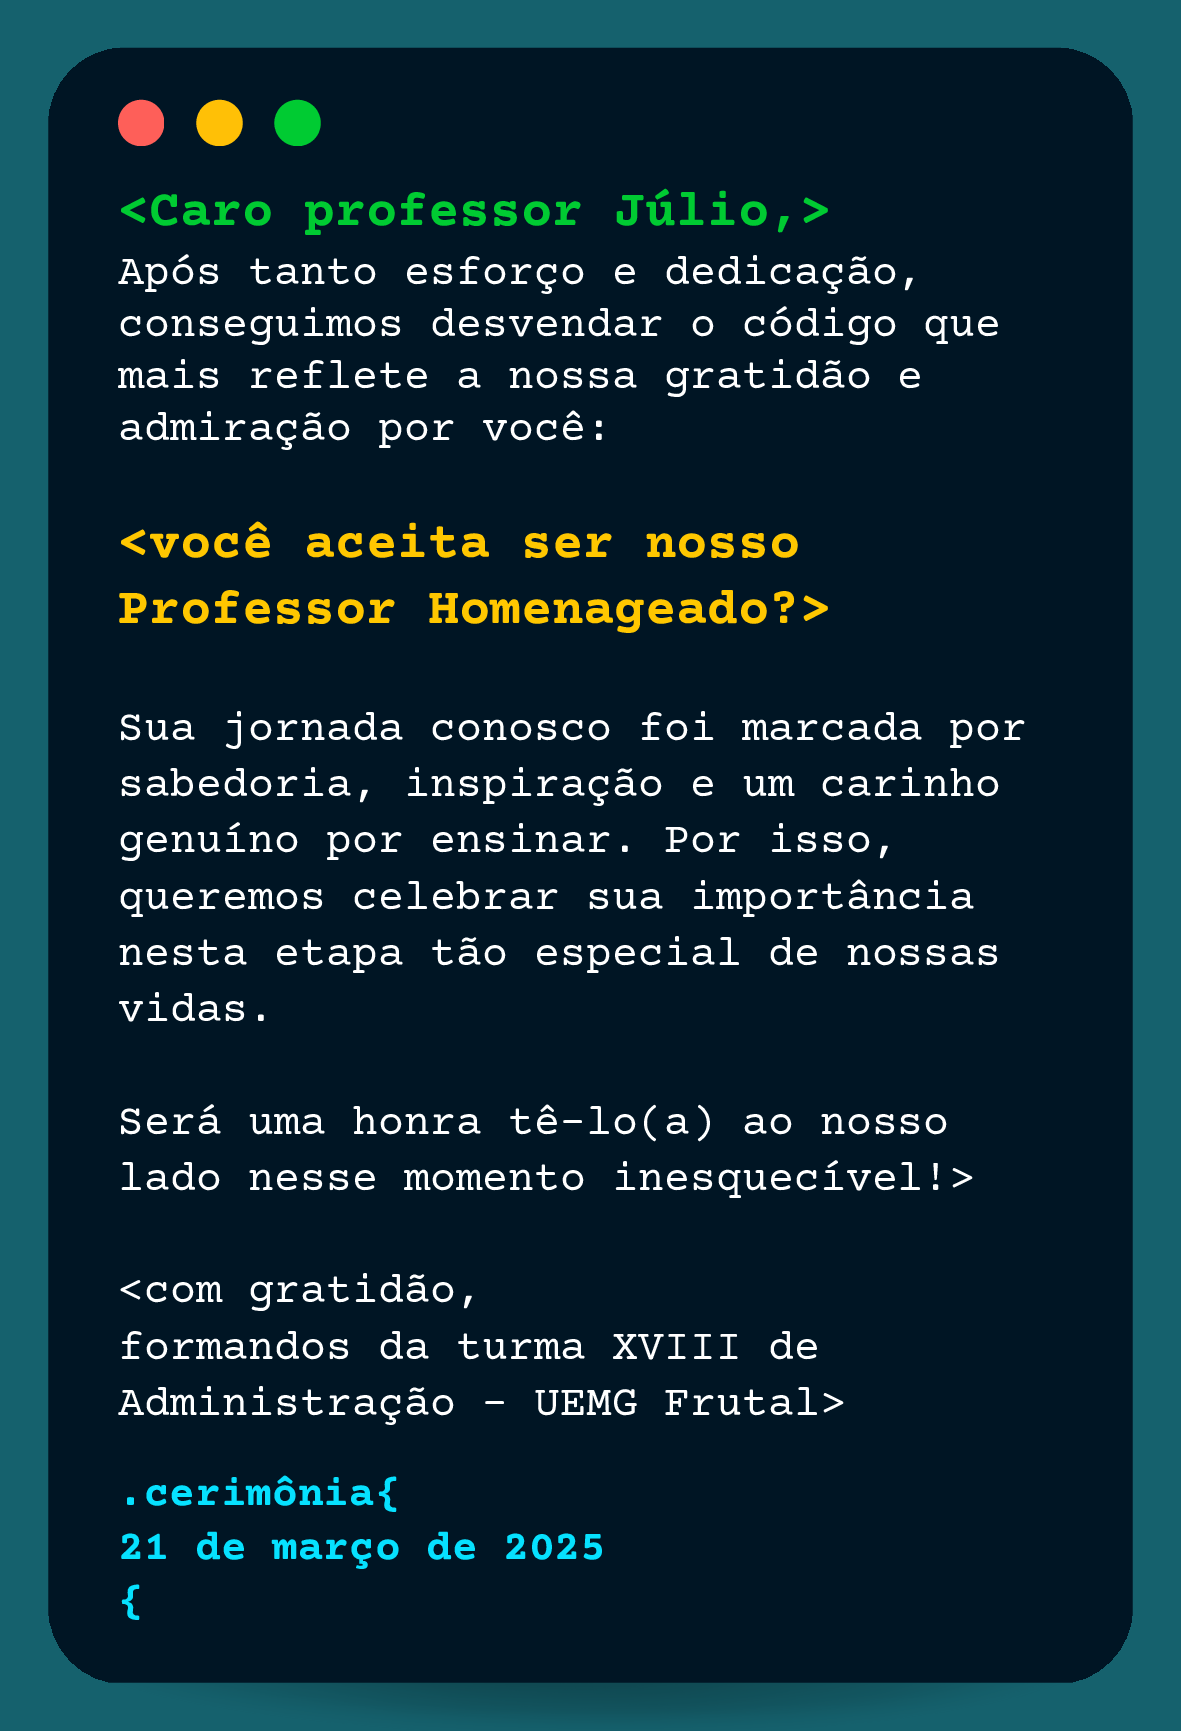 <Caro professor Júlio,>
Após tanto esforço e dedicação,
conseguimos desvendar o código que
mais reflete a nossa gratidão e
admiração por você:
<você aceita ser nosso
Professor Homenageado?>
Sua jornada conosco foi marcada por
sabedoria, inspiração e um carinho
genuíno por ensinar. Por isso,
queremos celebrar sua importância
nesta etapa tão especial de nossas
vidas.
Será uma honra tê-lo(a) ao nosso
lado nesse momento inesquecível!>
<com gratidão,
formandos da turma XVIII de
Administração - UEMG Frutal>
.cerimônia{
21 de março de 2025
{